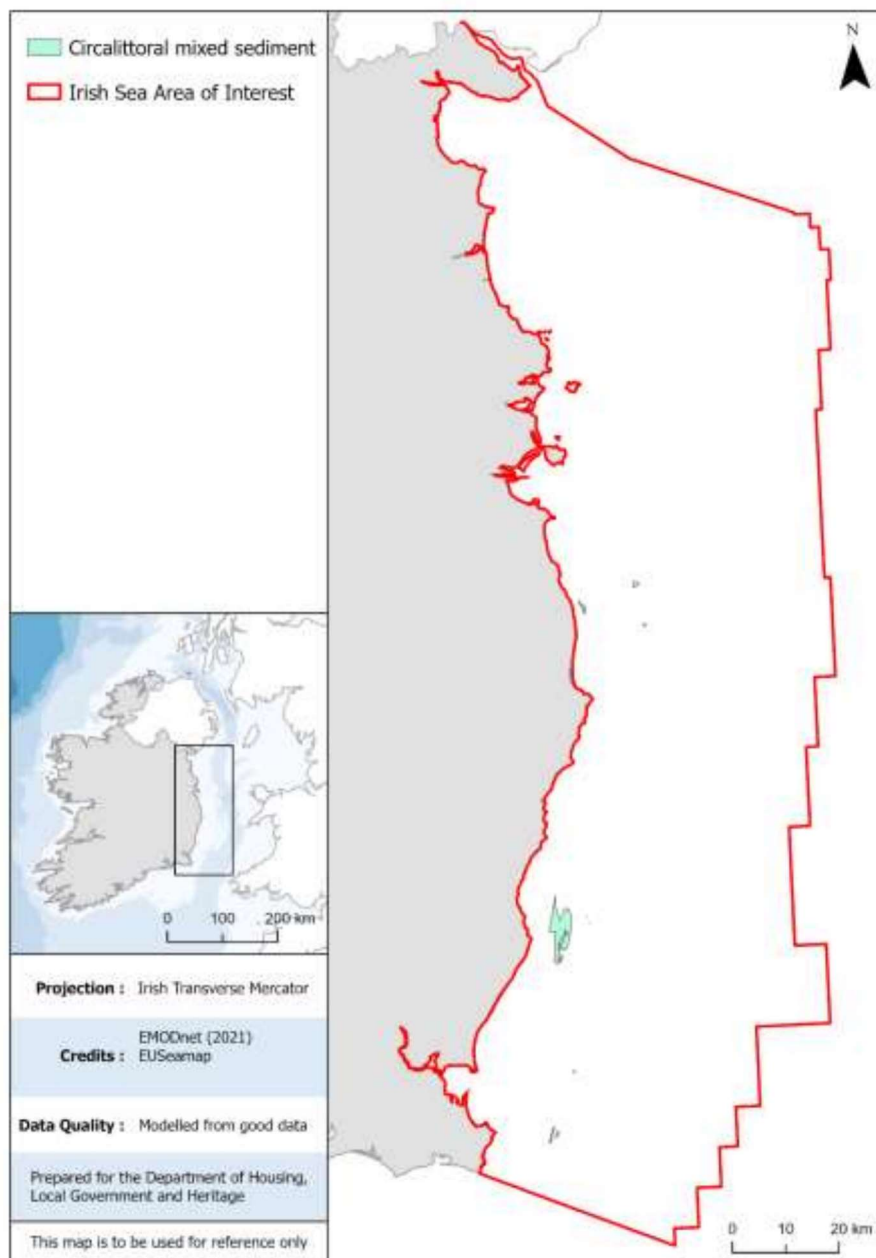 Circalittoral mixed sediment
Irish Sea Area of Interest
N
0 100 200 km
Projection : Irish Transverse Mercator
Credits : EMODnet (2021)
EUSeamap
Data Quality : Modelled from good data
Prepared for the Department of Housing,
Local Government and Heritage
This map is to be used for reference only
0 10 20 km